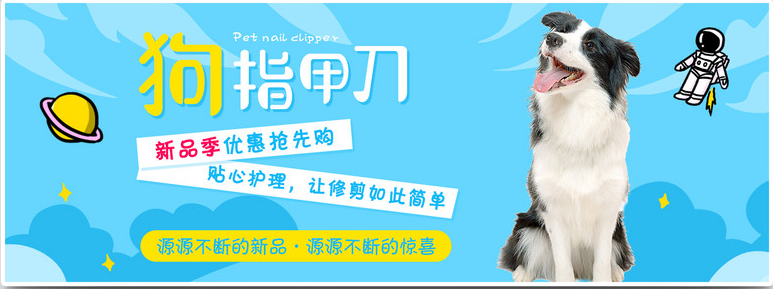 Pet nail clipper
狗指甲刀
新品季优惠抢先购
贴心护理，让修剪如此简单
源源不断的新品·源源不断的惊喜